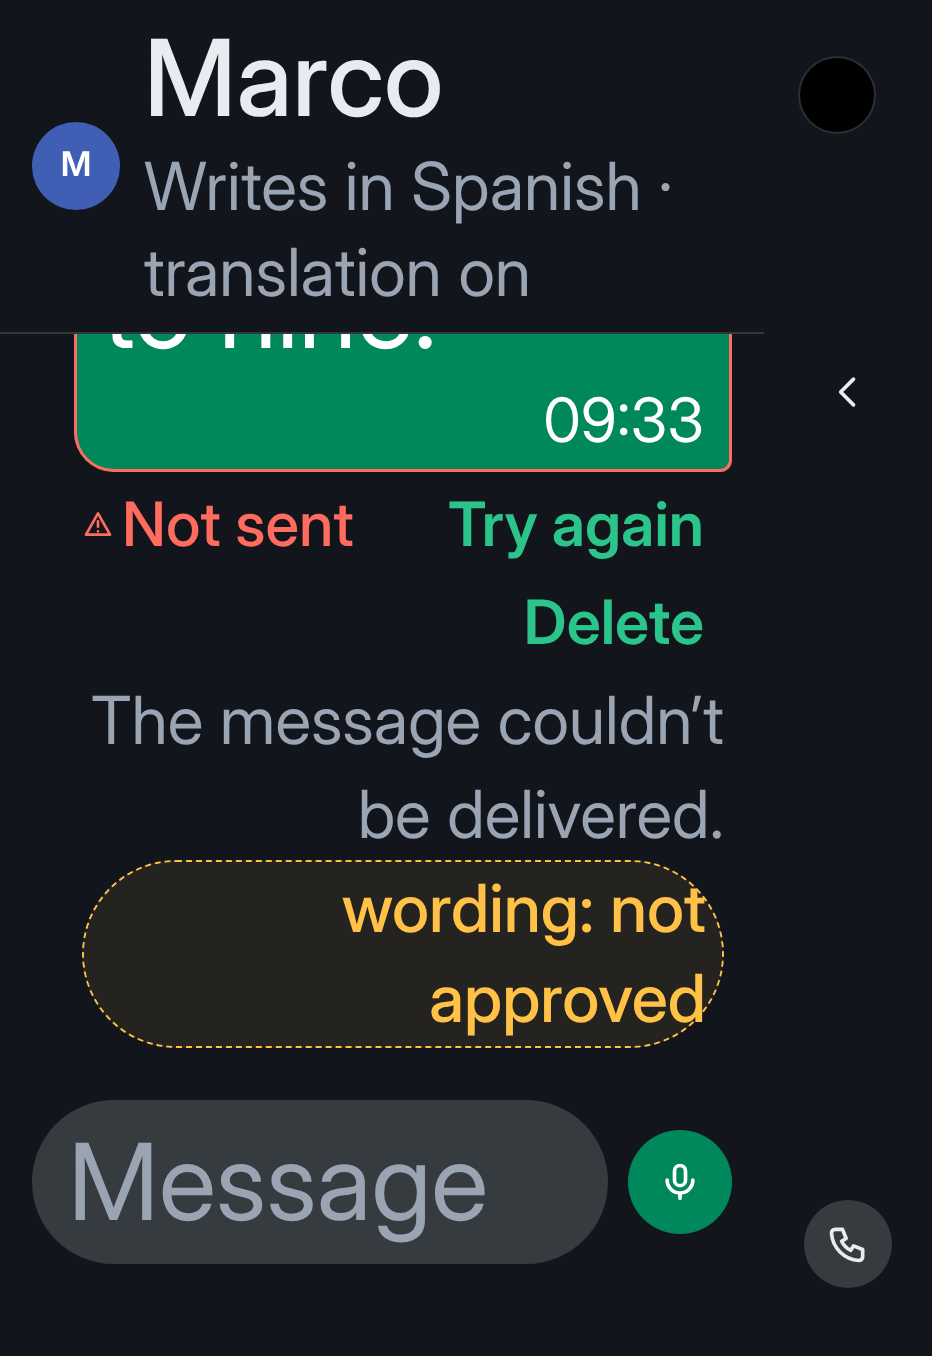 Marco
M
Writes in Spanish ·
translation on
09:33
Not sent
Try again
Delete
The message couldn’t
be delivered.
wording: not
approved
Message